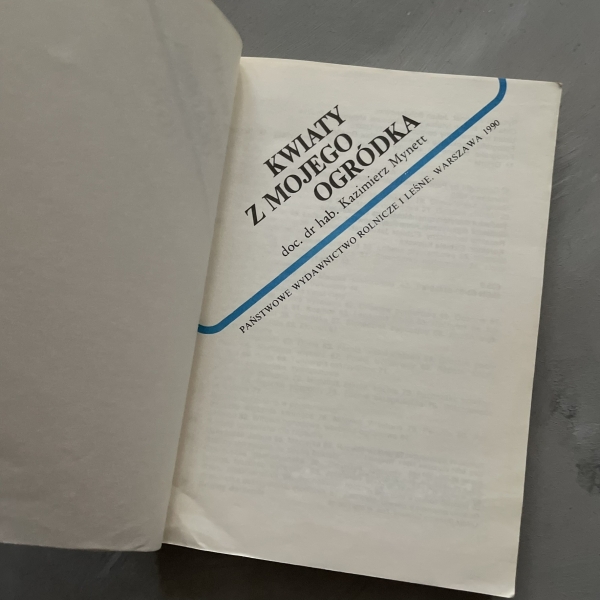 KWIATY
Z MOJEGO
OGRÓDKA
doc. dr hab. Kazimierz Mynett
PAŃSTWOWE WYDAWNICTWO ROLNICZE I LEŚNE. WARSZAWA 1990